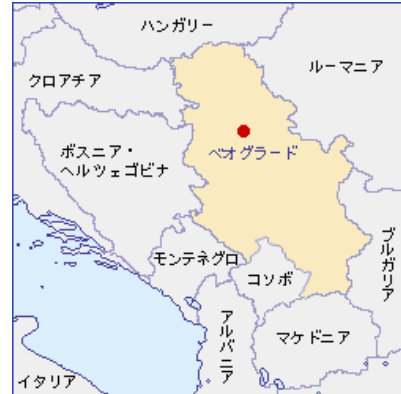 ハンガリー
クロアチア
ルーマニア
ボスニア・
ヘルツェゴビナ
ベオグラード
モンテネグロ
コソボ
ブルガリア
アルバニア
マケドニア
イタリア